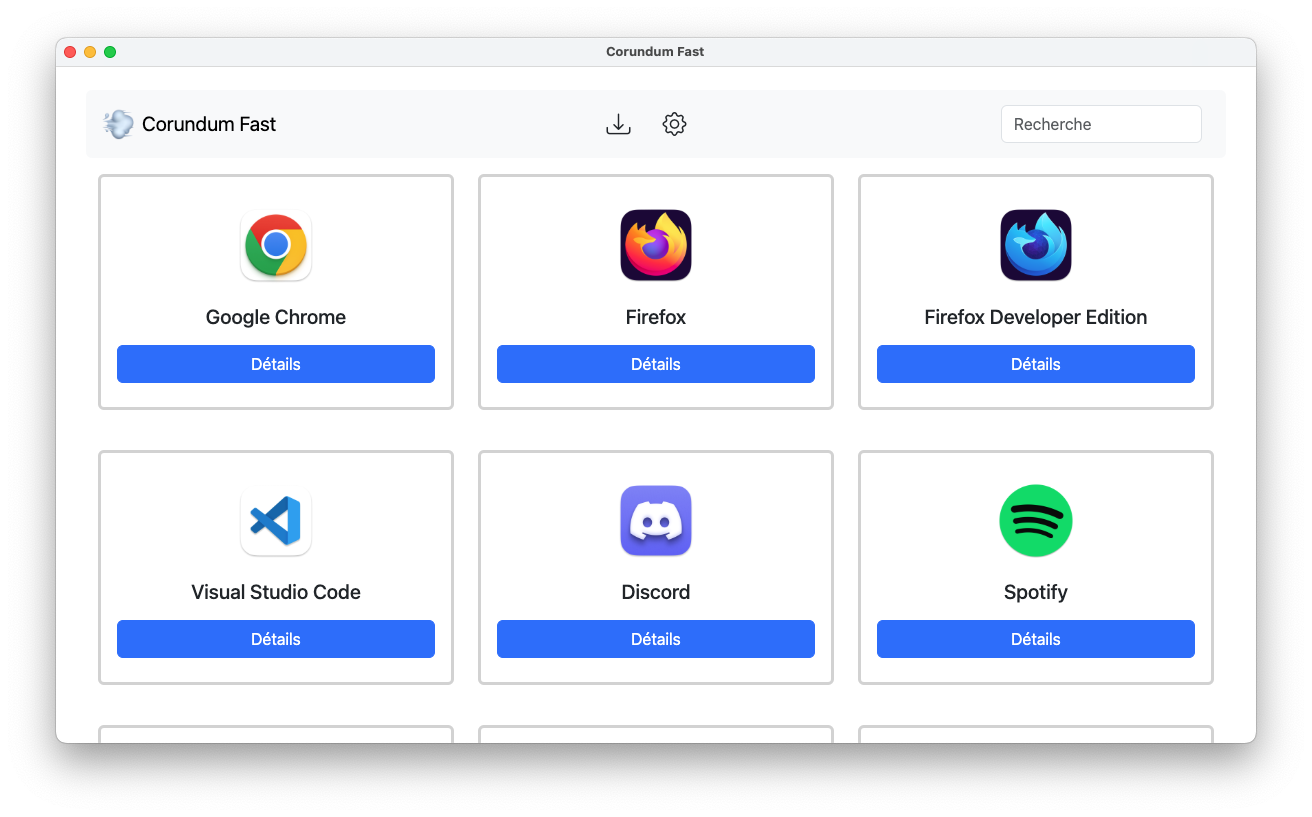 Corundum Fast
Corundum Fast
Recherche
Google Chrome
Firefox
Firefox Developer Edition
Détails
Détails
Détails
Visual Studio Code
Discord
Spotify
Détails
Détails
Détails